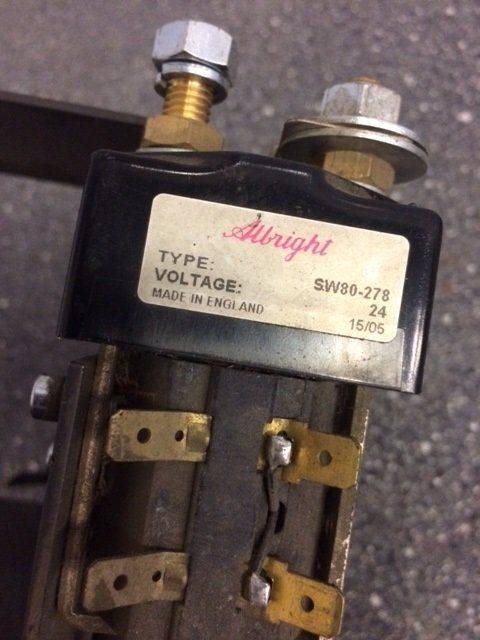 Albright
TYPE: SW80-278
VOLTAGE: 24
MADE IN ENGLAND 15/05